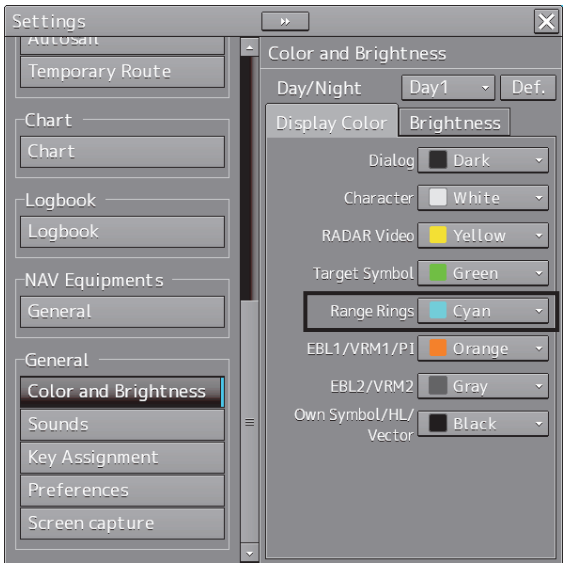 Settings
Autosail
Temporary Route
Chart
Chart
Logbook
Logbook
NAV Equipments
General
General
Color and Brightness
Sounds
Key Assignment
Preferences
Screen capture
Color and Brightness
Day/Night Day1 Def.
Display Color Brightness
Dialog Dark
Character White
RADAR Video Yellow
Target Symbol Green
Range Rings Cyan
EBL1/VRM1/PI Orange
EBL2/VRM2 Gray
Own Symbol/HL/
Vector Black